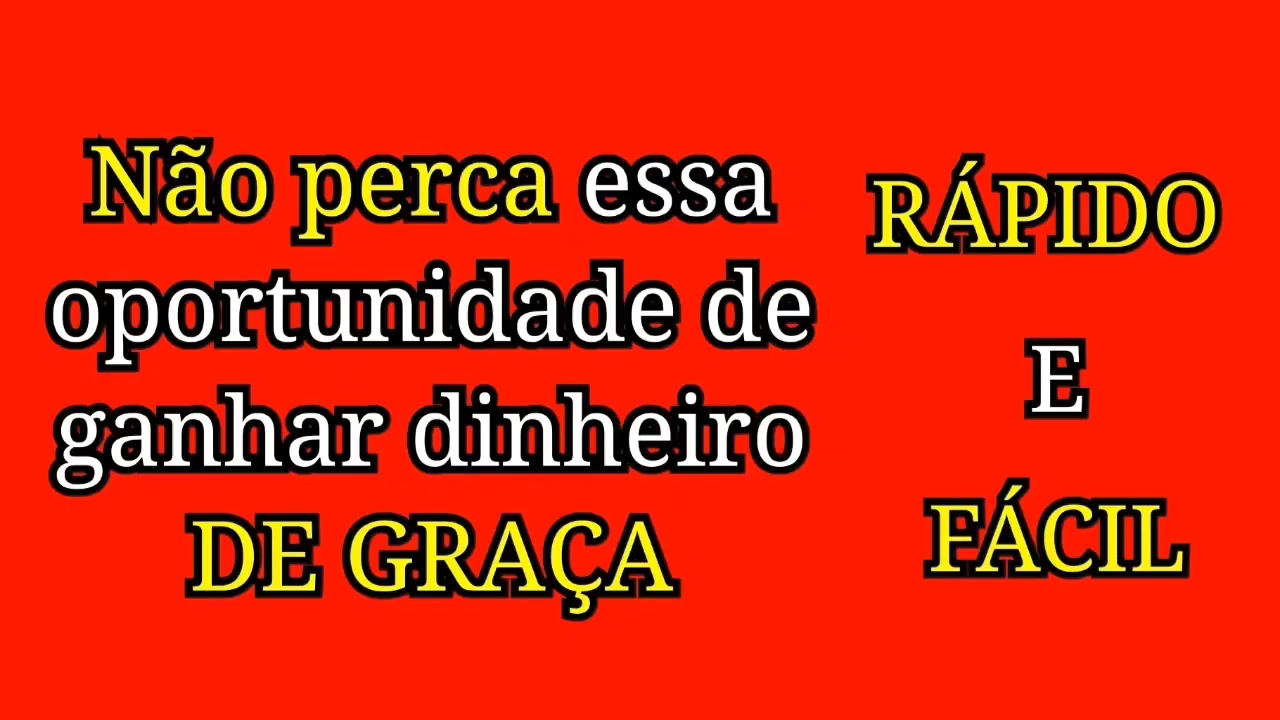 Não perca essa
oportunidade de
ganhar dinheiro
DE GRAÇA
RÁPIDO
E
FÁCIL